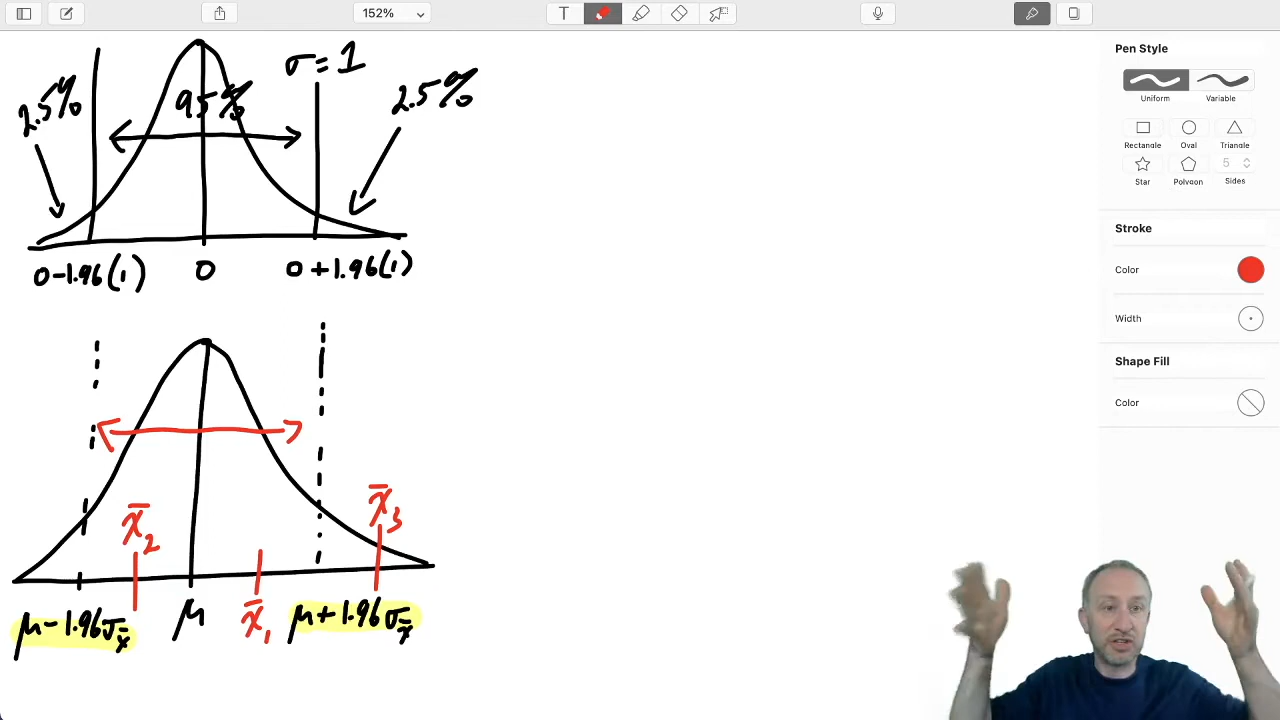 T
152%
Pen Style
Uniform
Variable
Rectangle
Oval
Triangle
Star
Polygon
5
Sides
Stroke
Color
Width
Shape Fill
Color
σ = 1
2.5%
95%
2.5%
0-1.96(1)
0
0+1.96(1)
x̄2
x̄3
μ-1.96σx̄
μ
x̄1
μ+1.96σx̄